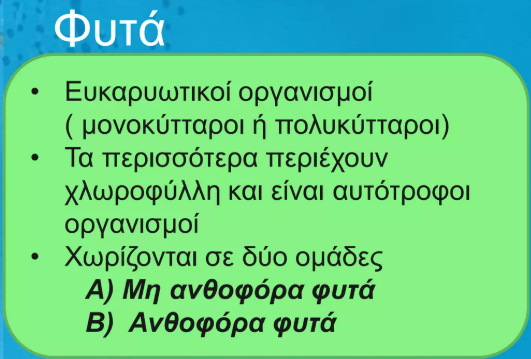 Φυτά
• Ευκαρυωτικοί οργανισμοί
( μονοκύτταροι ή πολυκύτταροι)
• Τα περισσότερα περιέχουν
χλωροφύλλη και είναι αυτότροφοι
οργανισμοί
• Χωρίζονται σε δύο ομάδες
Α) Μη ανθοφόρα φυτά
Β) Ανθοφόρα φυτά